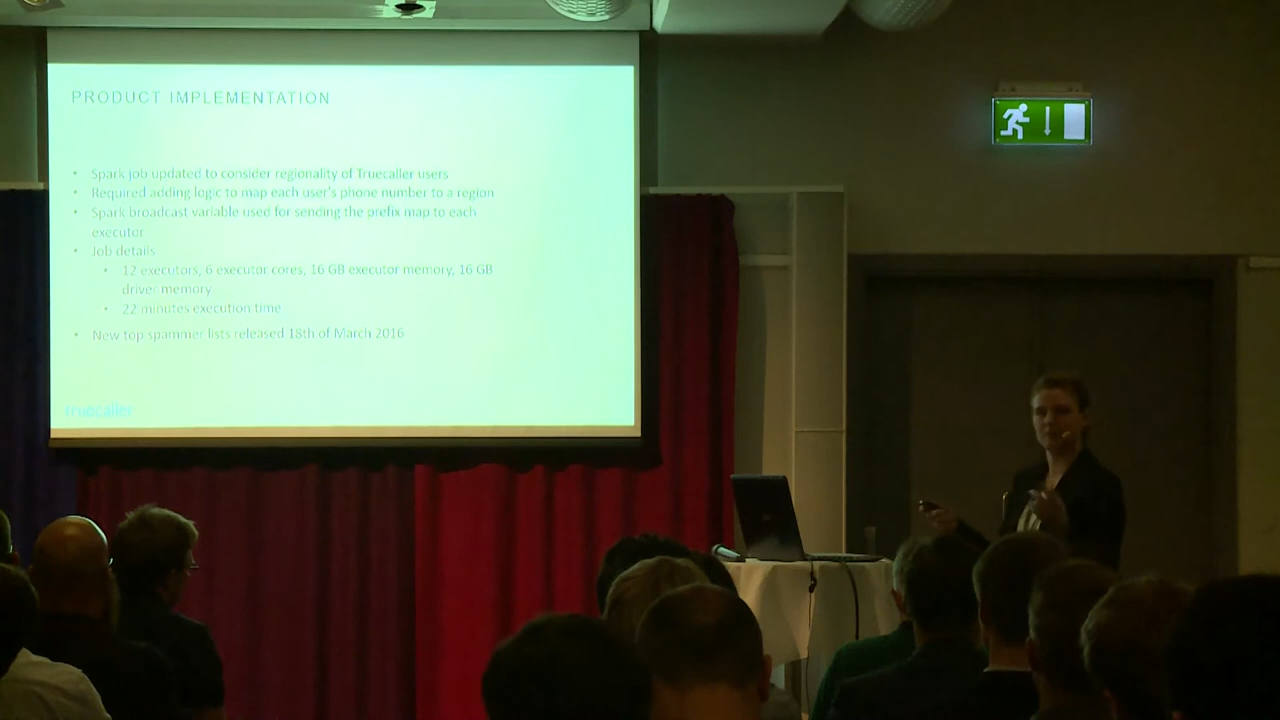 PRODUCT IMPLEMENTATION
• Spark job updated to consider regionality of Truecaller users
• Required adding logic to map each user's phone number to a region
• Spark broadcast variable used for sending the prefix map to each
executor
• Job details
• 12 executors, 6 executor cores, 16 GB executor memory, 16 GB
driver memory
• 22 minutes execution time
• New top spammer lists released 18th of March 2016
truecaller